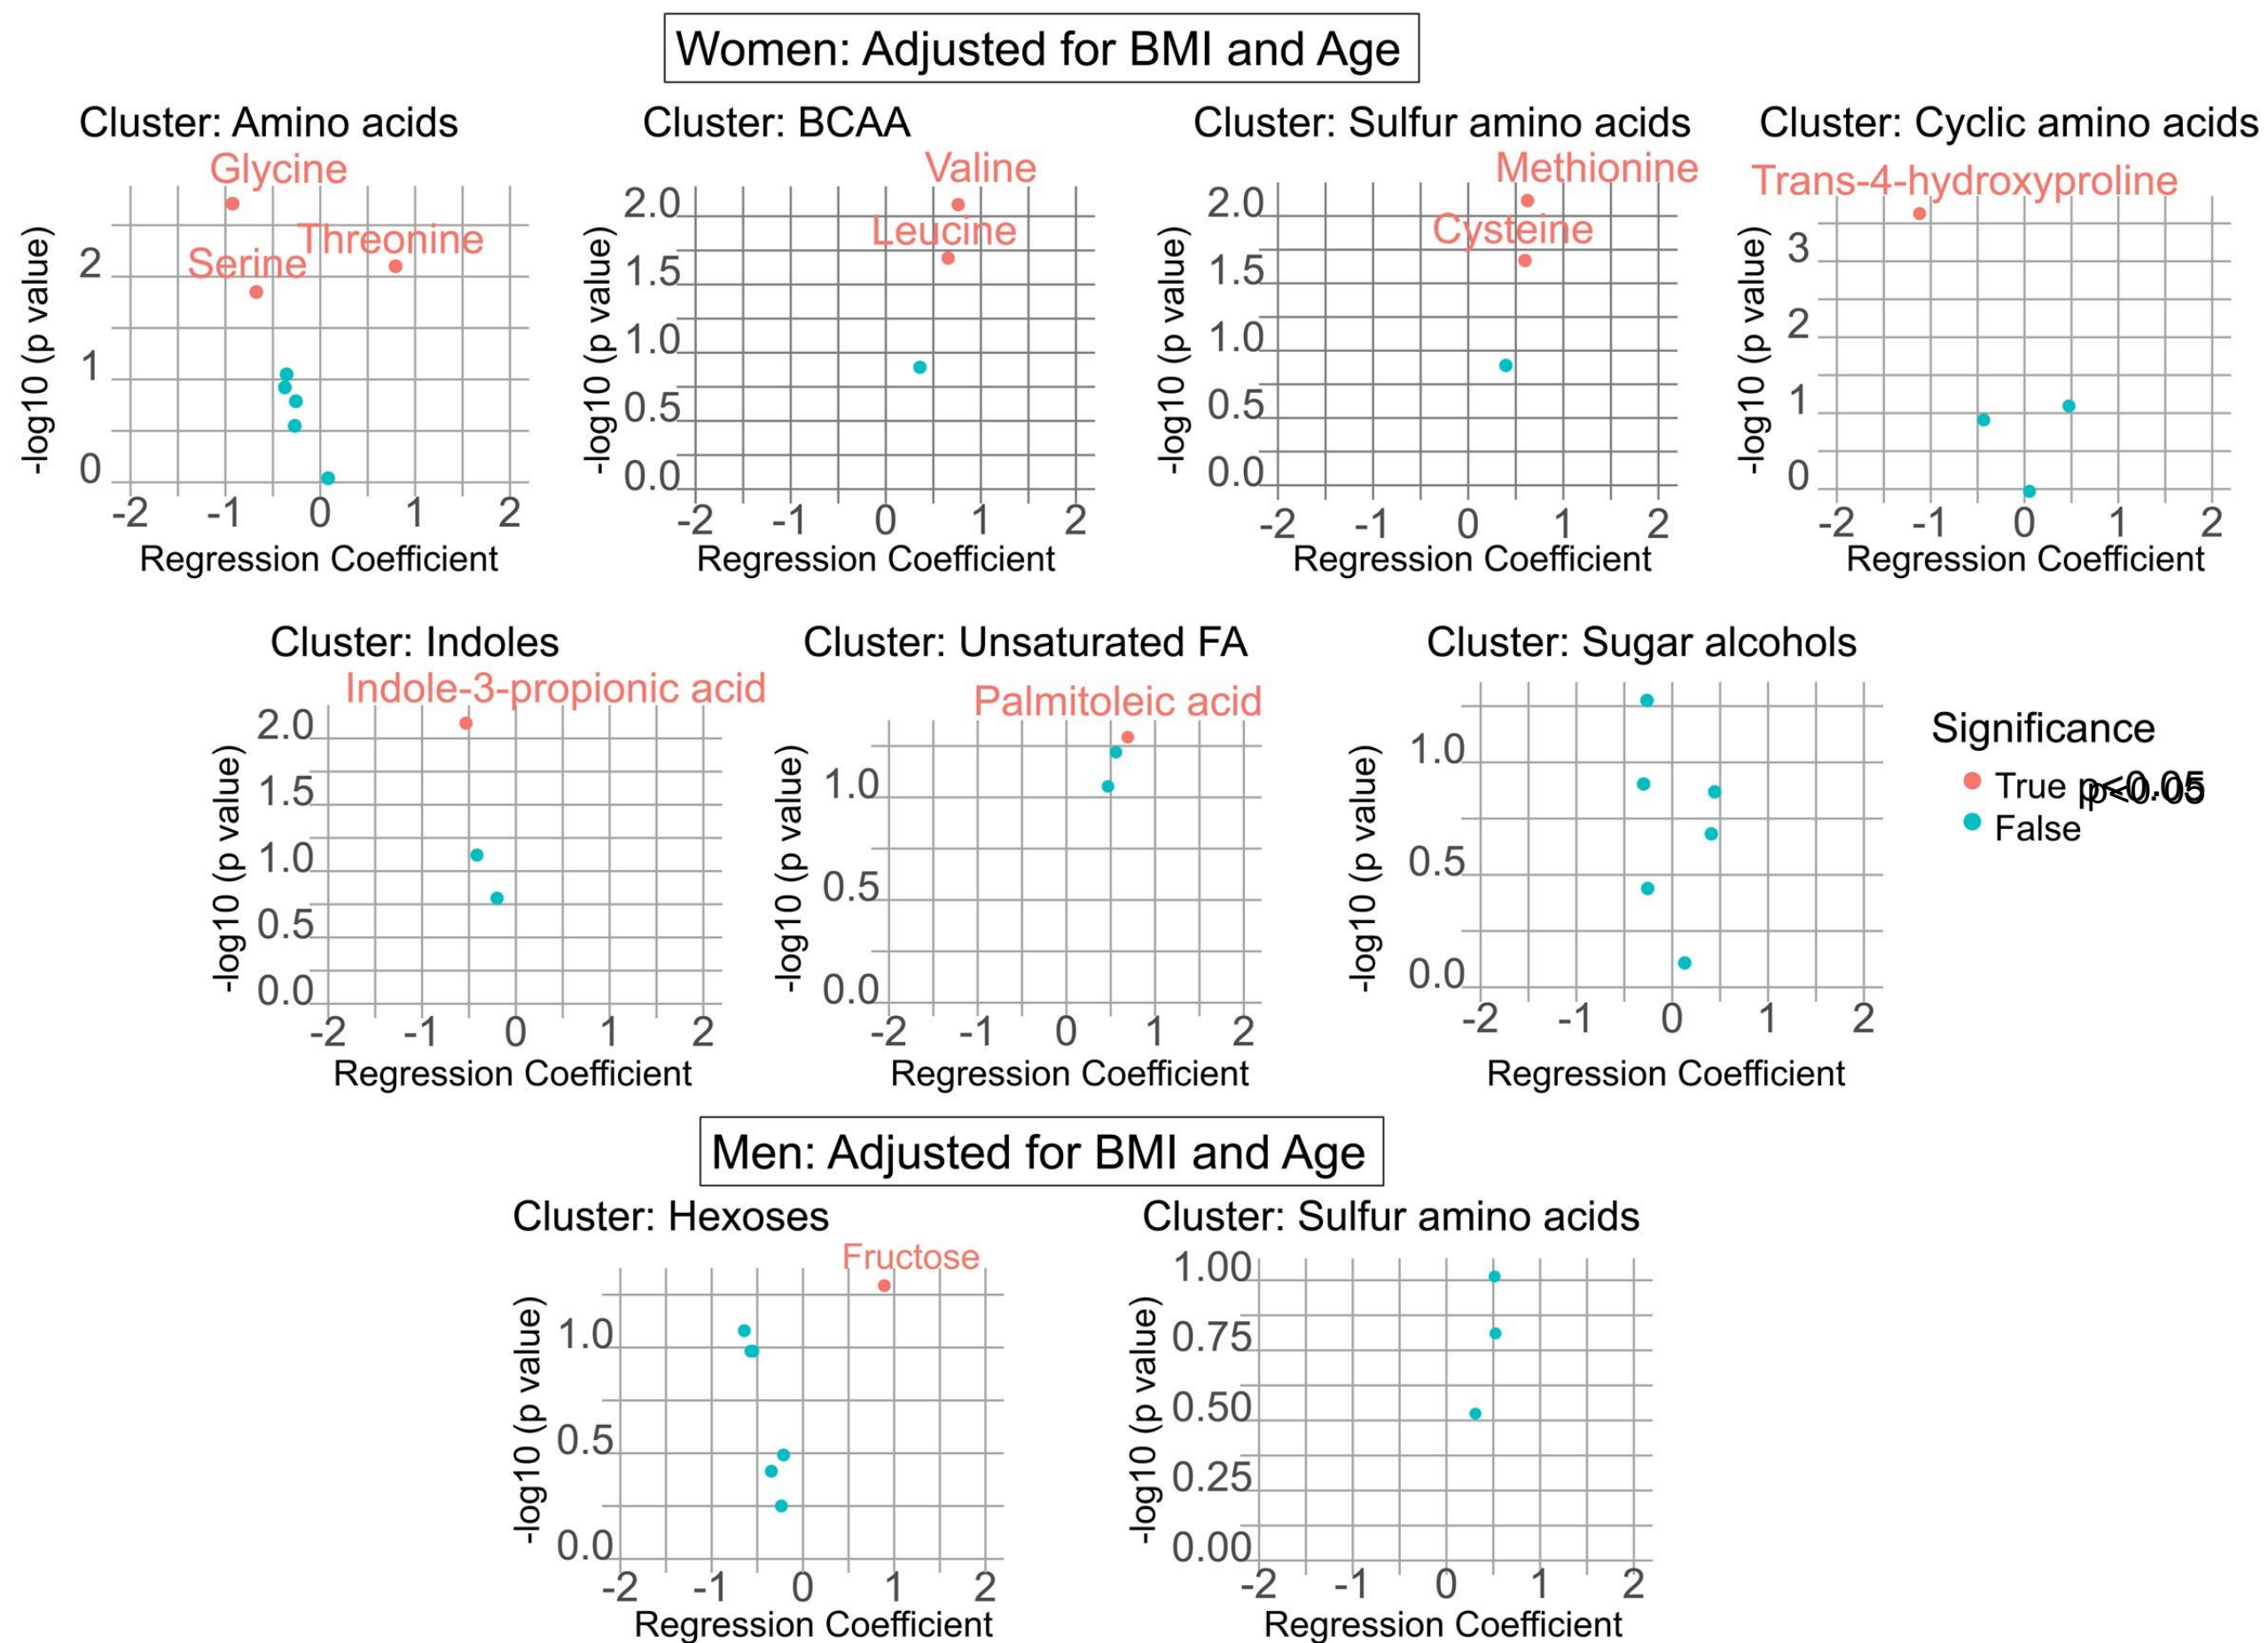 Women: Adjusted for BMI and Age
Cluster: Amino acids
Glycine
Threonine
Serine
-log10 (p value)
2
1
0
-2 -1 0 1 2
Regression Coefficient
Cluster: BCAA
Valine
Leucine
-log10 (p value)
2.0
1.5
1.0
0.5
0.0
-2 -1 0 1 2
Regression Coefficient
Cluster: Sulfur amino acids
Methionine
Cysteine
-log10 (p value)
2.0
1.5
1.0
0.5
0.0
-2 -1 0 1 2
Regression Coefficient
Cluster: Cyclic amino acids
Trans-4-hydroxyproline
-log10 (p value)
3
2
1
0
-2 -1 0 1 2
Regression Coefficient
Cluster: Indoles
Indole-3-propionic acid
-log10 (p value)
2.0
1.5
1.0
0.5
0.0
-2 -1 0 1 2
Regression Coefficient
Cluster: Unsaturated FA
Palmitoleic acid
-log10 (p value)
1.0
0.5
0.0
-2 -1 0 1 2
Regression Coefficient
Cluster: Sugar alcohols
-log10 (p value)
1.0
0.5
0.0
-2 -1 0 1 2
Regression Coefficient
Significance
True p<0.05
p<0.05
False
Men: Adjusted for BMI and Age
Cluster: Hexoses
Fructose
-log10 (p value)
1.0
0.5
0.0
-2 -1 0 1 2
Regression Coefficient
Cluster: Sulfur amino acids
-log10 (p value)
1.00
0.75
0.50
0.25
0.00
-2 -1 0 1 2
Regression Coefficient